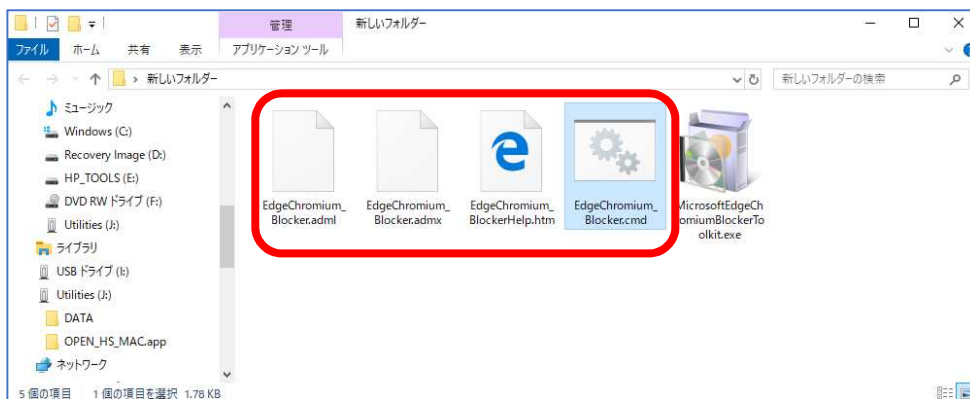 管理
新しいフォルダー
ファイル
ホーム
共有
表示
アプリケーション ツール
新しいフォルダー
新しいフォルダーの検索
ミュージック
Windows (C:)
Recovery Image (D:)
HP_TOOLS (E:)
DVD RW ドライブ (F:)
Utilities (J:)
ライブラリ
USB ドライブ (I:)
Utilities (J:)
DATA
OPEN_HS_MAC.app
ネットワーク
EdgeChromium_
Blocker.adml
EdgeChromium_
Blocker.admx
EdgeChromium_
BlockerHelp.htm
EdgeChromium_
Blocker.cmd
MicrosoftEdgeCh
romiumBlockerTo
olkit.exe
5 個の項目
1 個の項目を選択 1.78 KB